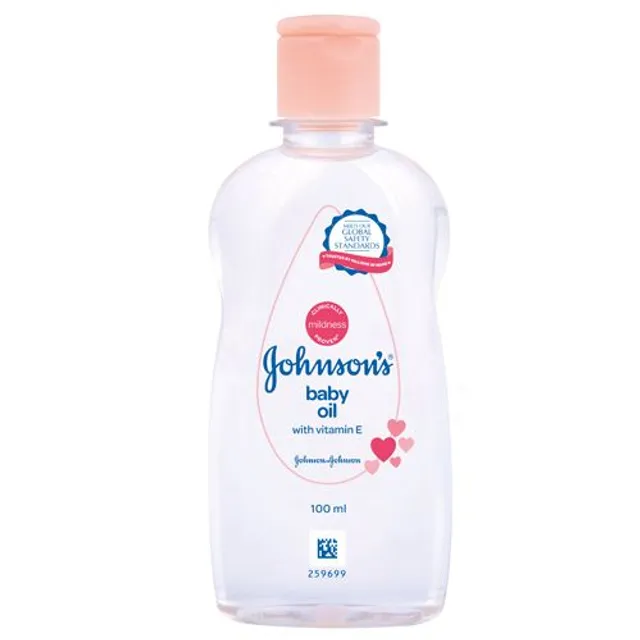 MEETS OUR
GLOBAL
SAFETY
STANDARDS
CLINICALLY
mildness
PROVEN*
Johnson's®
baby
oil
with vitamin E
Johnson & Johnson
100 ml
259699